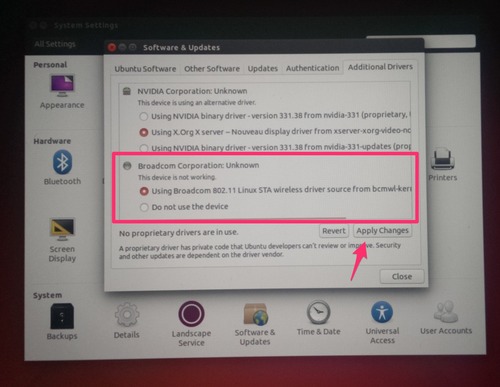 System Settings
All Settings
Software & Updates
Ubuntu Software
Other Software
Updates
Authentication
Additional Drivers
Personal
Appearance
Hardware
Bluetooth
Printers
Screen
Display
System
Backups
Details
Landscape
Service
Software &
Updates
Time & Date
Universal
Access
User Accounts
NVIDIA Corporation: Unknown
This device is using an alternative driver.
Using NVIDIA binary driver - version 331.38 from nvidia-331 (proprietary,
Using X.Org X server – Nouveau display driver from xserver-xorg-video-no
Using NVIDIA binary driver - version 331.38 from nvidia-331-updates (prop
Broadcom Corporation: Unknown
This device is not working.
Using Broadcom 802.11 Linux STA wireless driver source from bcmwl-kern
Do not use the device
No proprietary drivers are in use.
Revert
Apply Changes
A proprietary driver has private code that Ubuntu developers can't review or improve. Security
and other updates are dependent on the driver vendor.
Close